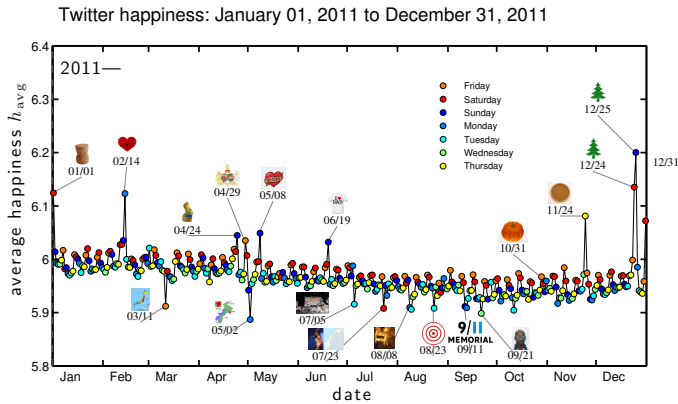 Twitter happiness: January 01, 2011 to December 31, 2011
6.4
6.3
6.2
6.1
6
5.9
5.8
average happiness h_avg
2011—
Friday
Saturday
Sunday
Monday
Tuesday
Wednesday
Thursday
01/01
02/14
03/11
04/24
04/29
05/02
05/08
06/19
DAD
07/05
07/23
08/08
08/23
9/11
MEMORIAL
09/11
09/21
10/31
11/24
12/24
12/25
12/31
Jan Feb Mar Apr May Jun Jul Aug Sep Oct Nov Dec
date